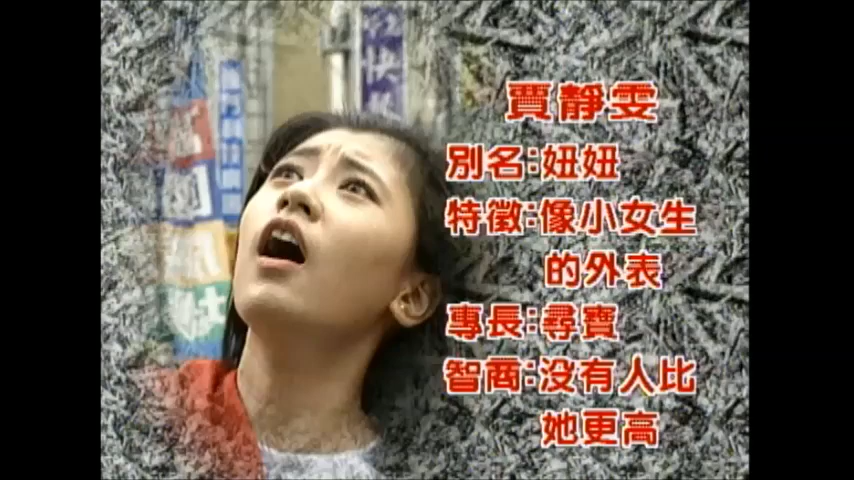 賈靜雯
別名:妞妞
特徵:像小女生
的外表
專長:尋寶
智商:没有人比
她更高